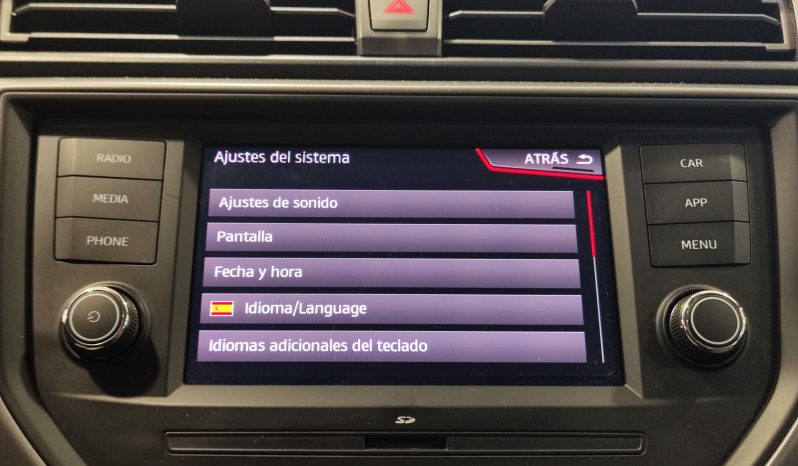 RADIO
MEDIA
PHONE
Ajustes del sistema
ATRÁS
Ajustes de sonido
Pantalla
Fecha y hora
Idioma/Language
Idiomas adicionales del teclado
CAR
APP
MENU
SD